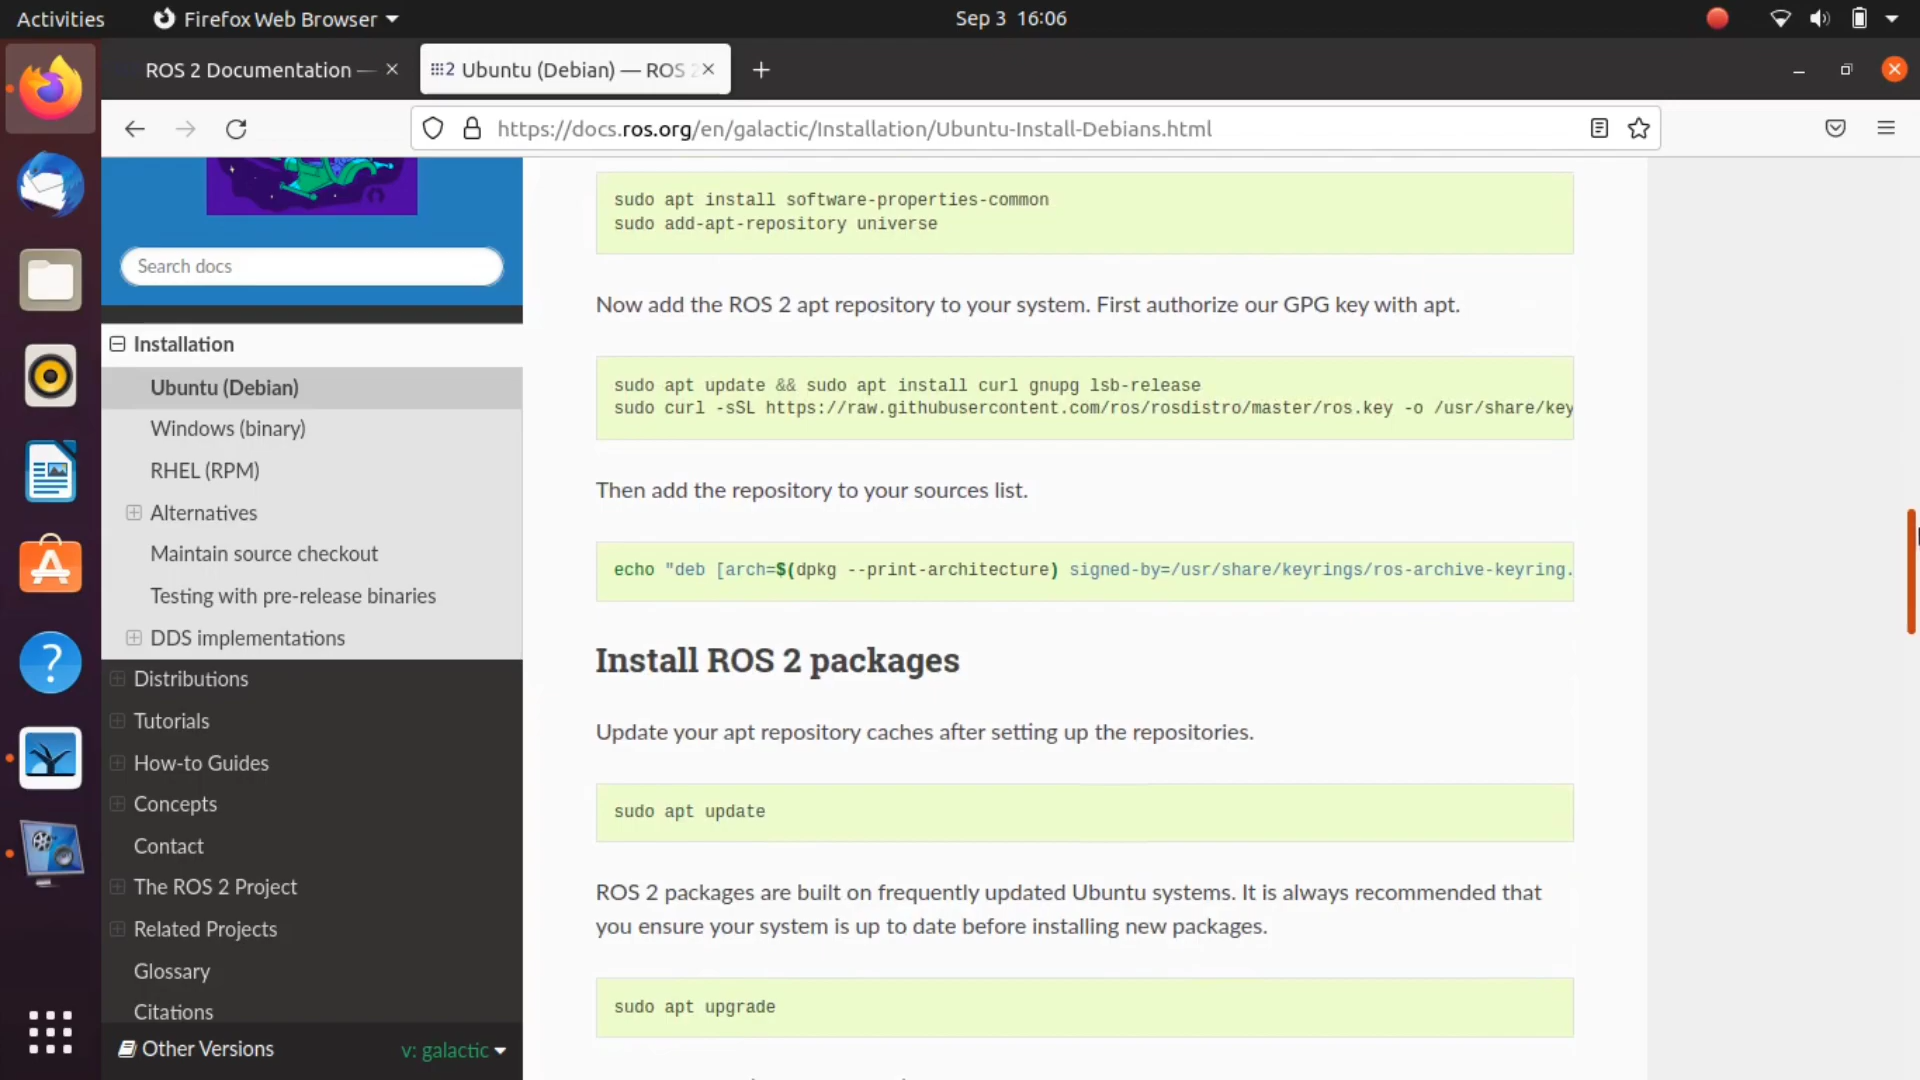 Activities
Firefox Web Browser
Sep 3 16:06
ROS 2 Documentation —
Ubuntu (Debian) — ROS 2
https://docs.ros.org/en/galactic/Installation/Ubuntu-Install-Debians.html
Search docs
Installation
Ubuntu (Debian)
Windows (binary)
RHEL (RPM)
Alternatives
Maintain source checkout
Testing with pre-release binaries
DDS implementations
Distributions
Tutorials
How-to Guides
Concepts
Contact
The ROS 2 Project
Related Projects
Glossary
Citations
Other Versions
v: galactic
sudo apt install software-properties-common
sudo add-apt-repository universe
Now add the ROS 2 apt repository to your system. First authorize our GPG key with apt.
sudo apt update && sudo apt install curl gnupg lsb-release
sudo curl -sSL https://raw.githubusercontent.com/ros/rosdistro/master/ros.key -o /usr/share/key
Then add the repository to your sources list.
echo "deb [arch=$(dpkg --print-architecture) signed-by=/usr/share/keyrings/ros-archive-keyring.
Install ROS 2 packages
Update your apt repository caches after setting up the repositories.
sudo apt update
ROS 2 packages are built on frequently updated Ubuntu systems. It is always recommended that
you ensure your system is up to date before installing new packages.
sudo apt upgrade